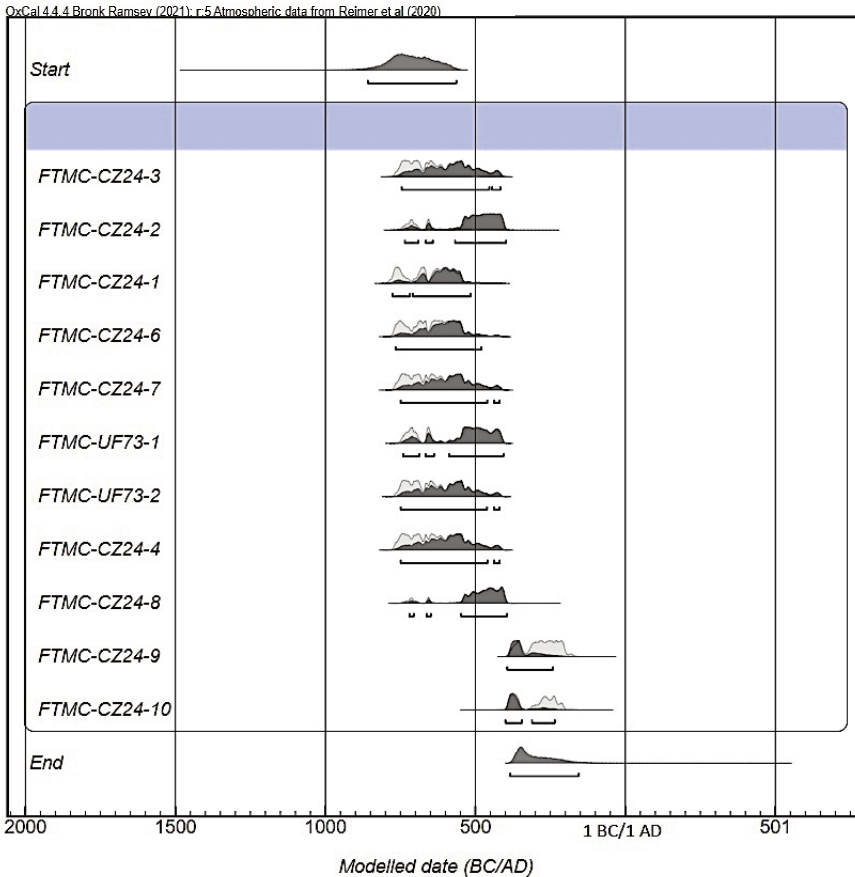 OxCal 4.4.4 Bronk Ramsey (2021): r:5 Atmospheric data from Reimer et al (2020)
Start
FTMC-CZ24-3
FTMC-CZ24-2
FTMC-CZ24-1
FTMC-CZ24-6
FTMC-CZ24-7
FTMC-UF73-1
FTMC-UF73-2
FTMC-CZ24-4
FTMC-CZ24-8
FTMC-CZ24-9
FTMC-CZ24-10
End
2000 1500 1000 500 1 BC/1 AD 501
Modelled date (BC/AD)